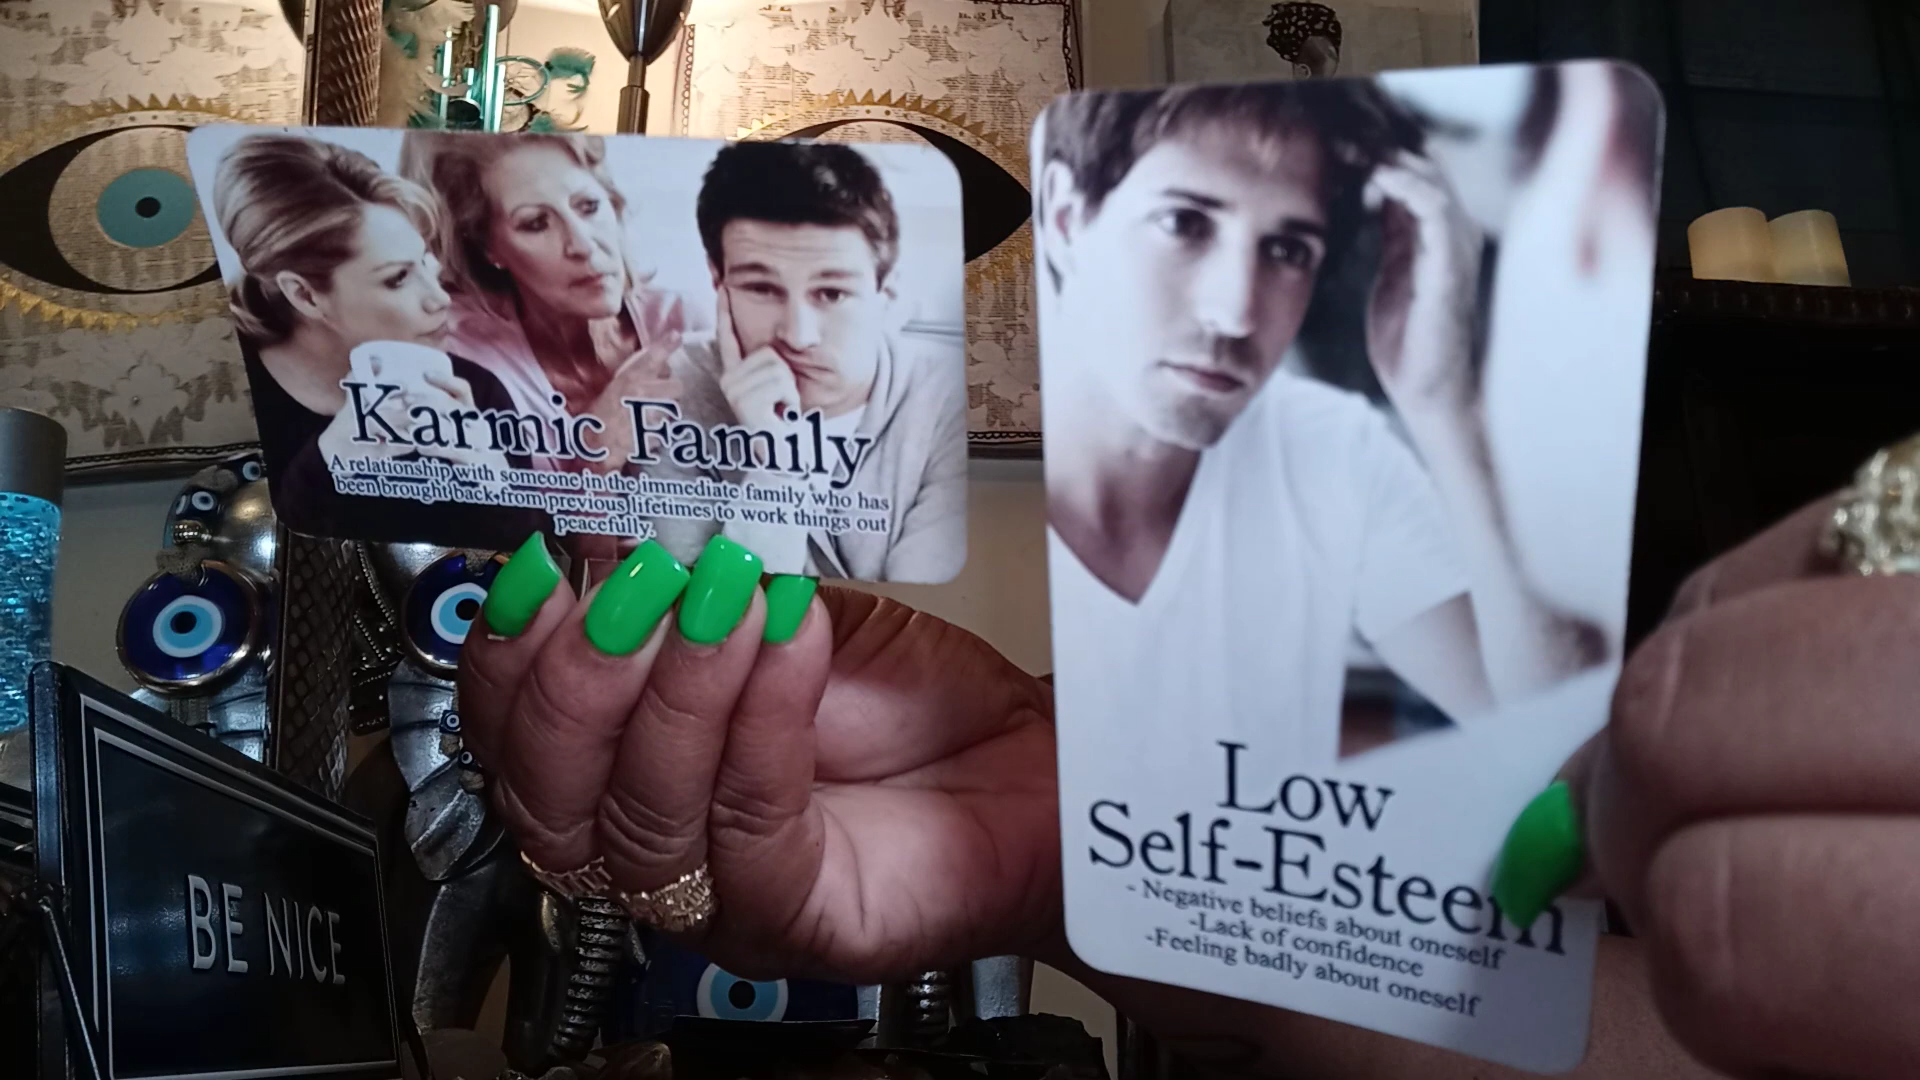 Karmic Family
A relationship with someone in the immediate family who has
been brought back from previous lifetimes to work things out
peacefully.
Low
Self-Esteem
- Negative beliefs about oneself
-Lack of confidence
-Feeling badly about oneself
BE NICE